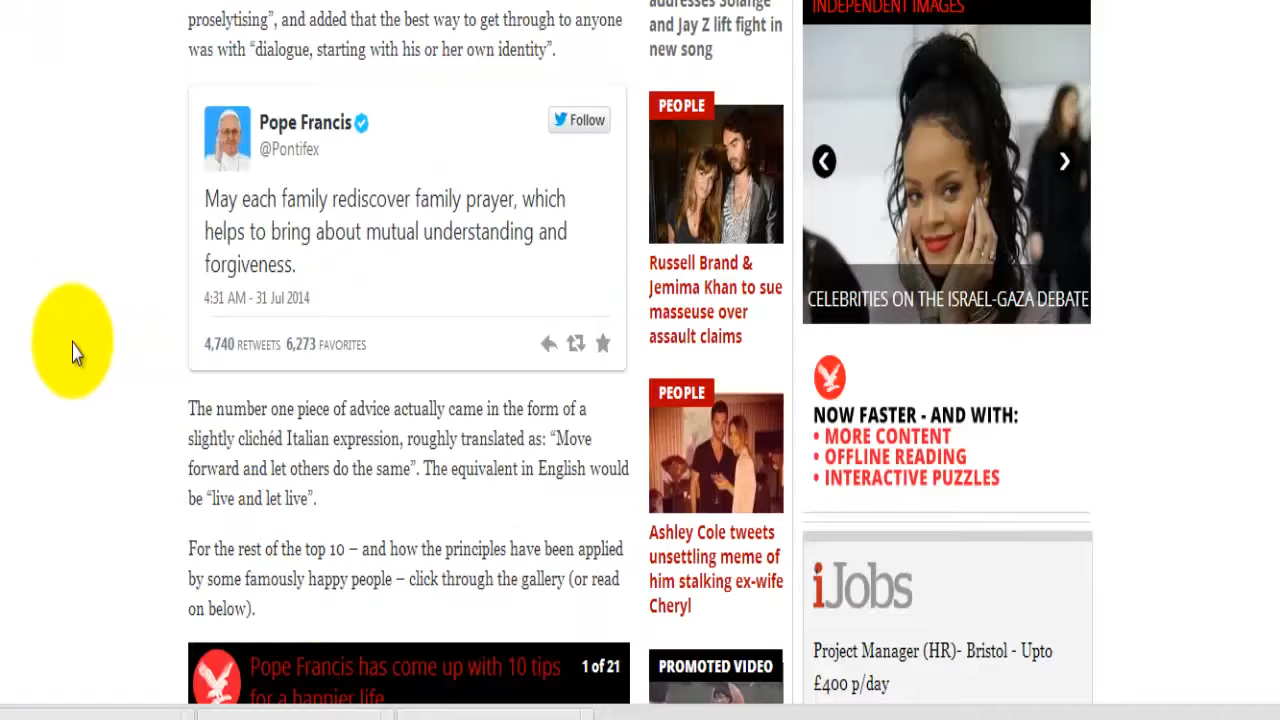 proselytising”, and added that the best way to get through to anyone
was with “dialogue, starting with his or her own identity”.
Pope Francis
@Pontifex
Follow
May each family rediscover family prayer, which
helps to bring about mutual understanding and
forgiveness.
4:31 AM - 31 Jul 2014
4,740 RETWEETS 6,273 FAVORITES
The number one piece of advice actually came in the form of a
slightly clichéd Italian expression, roughly translated as: “Move
forward and let others do the same”. The equivalent in English would
be “live and let live”.
For the rest of the top 10 – and how the principles have been applied
by some famously happy people – click through the gallery (or read
on below).
Pope Francis has come up with 10 tips
for a happier life
1 of 21
addresses Solange
and Jay Z lift fight in
new song
PEOPLE
Russell Brand &
Jemima Khan to sue
masseuse over
assault claims
PEOPLE
Ashley Cole tweets
unsettling meme of
him stalking ex-wife
Cheryl
PROMOTED VIDEO
INDEPENDENT IMAGES
CELEBRITIES ON THE ISRAEL-GAZA DEBATE
NOW FASTER - AND WITH:
• MORE CONTENT
• OFFLINE READING
• INTERACTIVE PUZZLES
iJobs
Project Manager (HR)- Bristol - Upto
£400 p/day